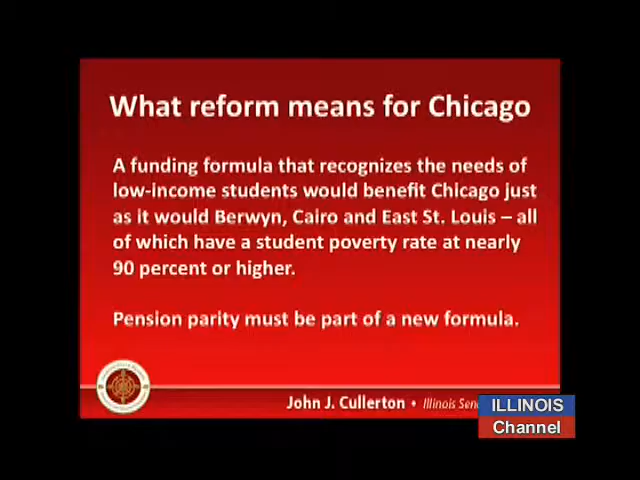 What reform means for Chicago
A funding formula that recognizes the needs of
low-income students would benefit Chicago just
as it would Berwyn, Cairo and East St. Louis – all
of which have a student poverty rate at nearly
90 percent or higher.
Pension parity must be part of a new formula.
John J. Cullerton • Illinois
ILLINOIS
Channel